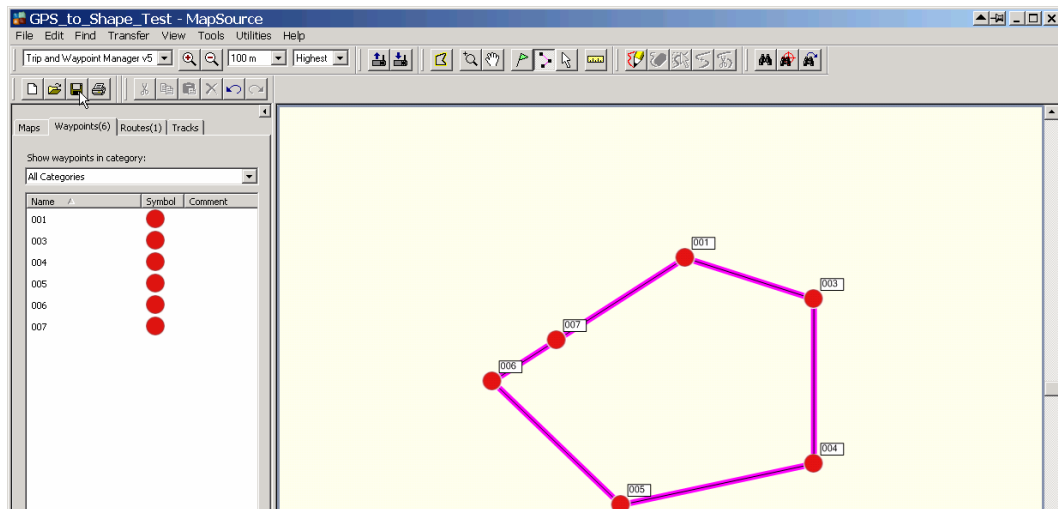 GPS_to_Shape_Test - MapSource
File Edit Find Transfer View Tools Utilities Help
Trip and Waypoint Manager v5 100 m Highest
Maps Waypoints(6) Routes(1) Tracks
Show waypoints in category:
All Categories
Name Symbol Comment
001
003
004
005
006
007
001
003
007
006
004
005